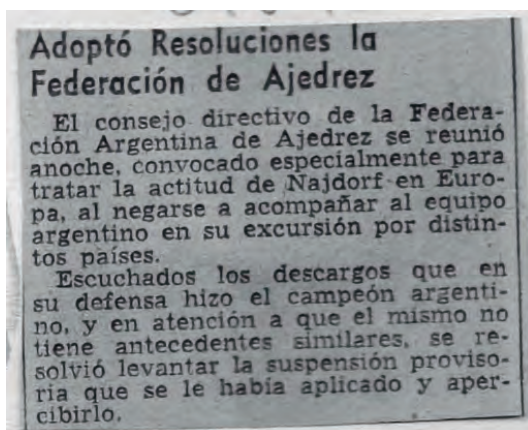 Adoptó Resoluciones la
Federación de Ajedrez
El consejo directivo de la Federa-
ción Argentina de Ajedrez se reunió
anoche, convocado especialmente para
tratar la actitud de Najdorf en Euro-
pa, al negarse a acompañar al equipo
argentino en su excursión por distin-
tos países.
Escuchados los descargos que en
su defensa hizo el campeón argenti-
no, y en atención a que el mismo no
tiene antecedentes similares, se re-
solvió levantar la suspensión proviso-
ria que se le había aplicado y aper-
cibirlo.